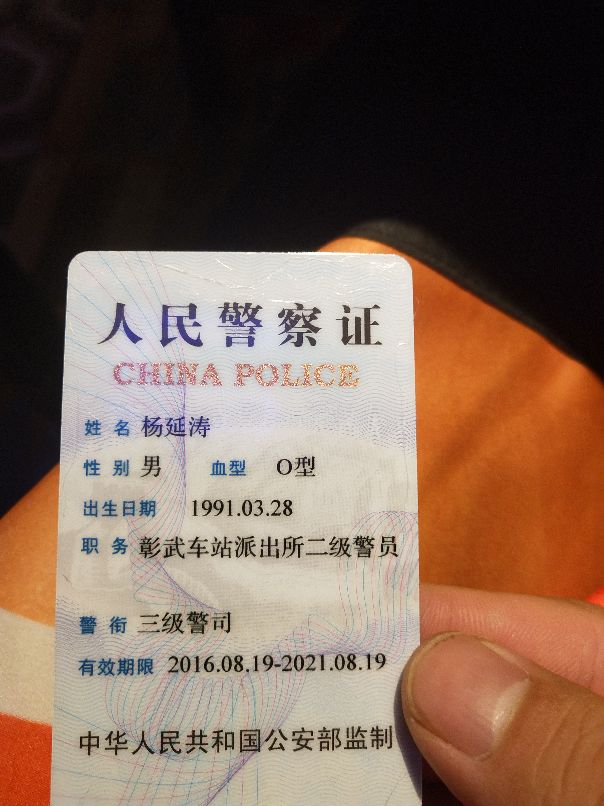 人民警察证
CHINA POLICE
姓名 杨延涛
性别 男 血型 O型
出生日期 1991.03.28
职务 彰武车站派出所二级警员
警衔 三级警司
有效期限 2016.08.19-2021.08.19
中华人民共和国公安部监制